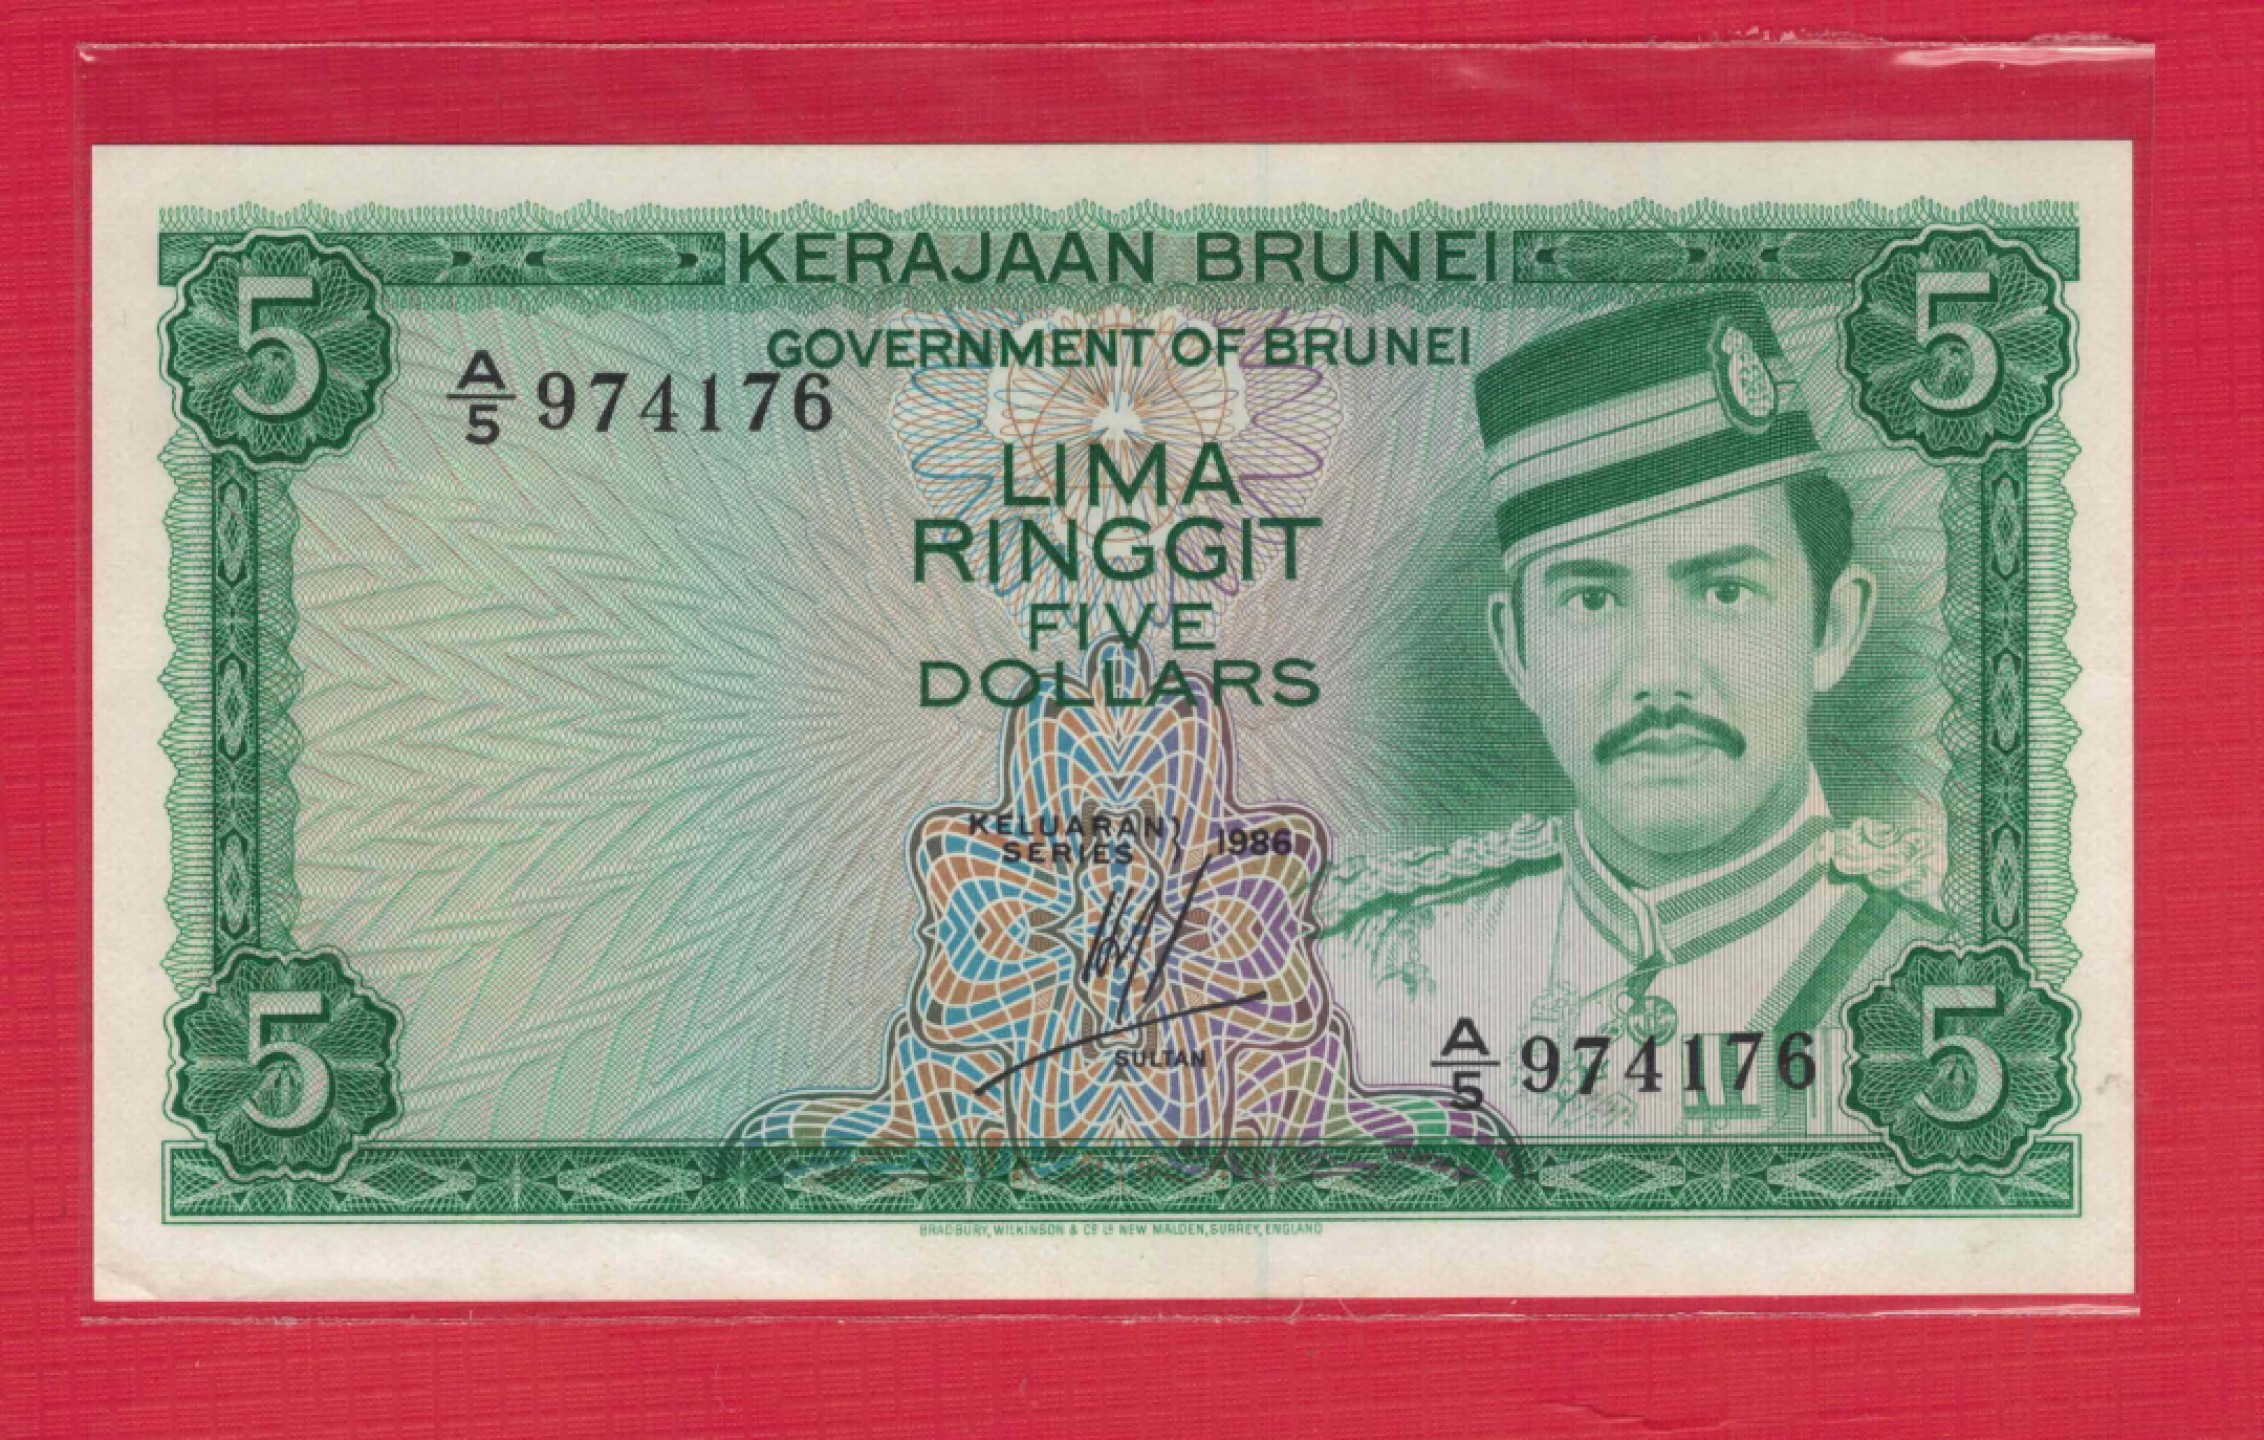 KERAJAAN BRUNEI
5
5
GOVERNMENT OF BRUNEI
A/5 974176
LIMA
RINGGIT
FIVE
DOLLARS
KELUARAN)
SERIES ) 1986
SULTAN
A/5 974176
5
5
BRADBURY, WILKINSON & Cº Lᵈ NEW MALDEN, SURREY, ENGLAND